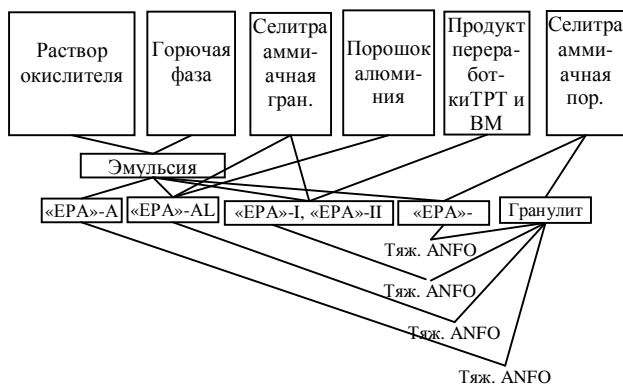 Раствор
окислителя
Горючая
фаза
Селитра
амми-
ачная
гран.
Порошок
алюми-
ния
Продукт
перера-
бот-
киТРТ и
ВМ
Селитра
амми-
ачная
пор.
Эмульсия
«ЕРА»-А
«ЕРА»-AL
«ЕРА»-I, «ЕРА»-II
«ЕРА»-
Гранулит
Тяж. ANFO
Тяж. ANFO
Тяж. ANFO
Тяж. ANFO